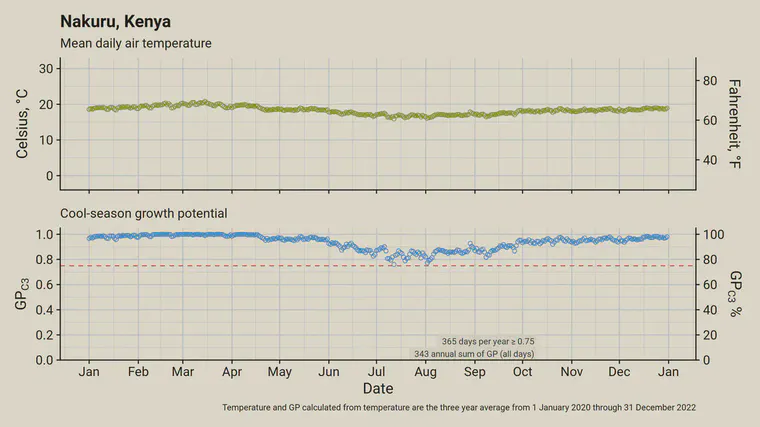 Nakuru, Kenya
Mean daily air temperature
30
20
10
0
Celsius, °C
80
60
40
Fahrenheit, °F
Cool-season growth potential
1.0
0.8
0.6
0.4
0.2
0.0
GPC3
100
80
60
40
20
0
GPC3 %
365 days per year ≥ 0.75
343 annual sum of GP (all days)
Jan Feb Mar Apr May Jun Jul Aug Sep Oct Nov Dec Jan
Date
Temperature and GP calculated from temperature are the three year average from 1 January 2020 through 31 December 2022